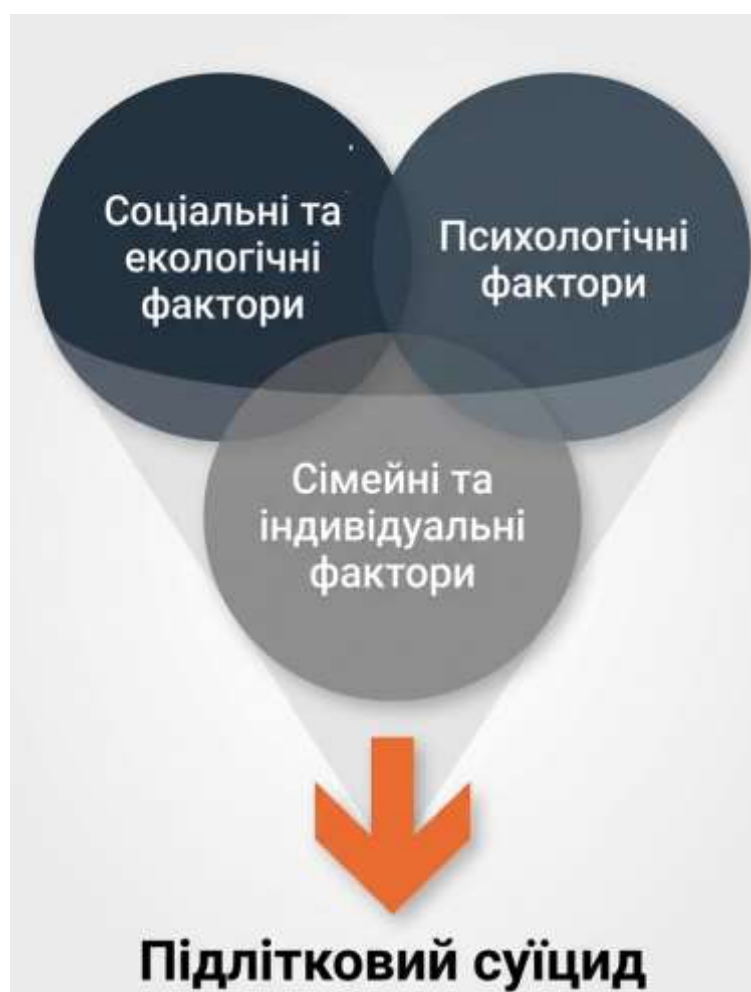 Соціальні та
екологічні
фактори
Психологічні
фактори
Сімейні та
індивідуальні
фактори
Підлітковий суїцид